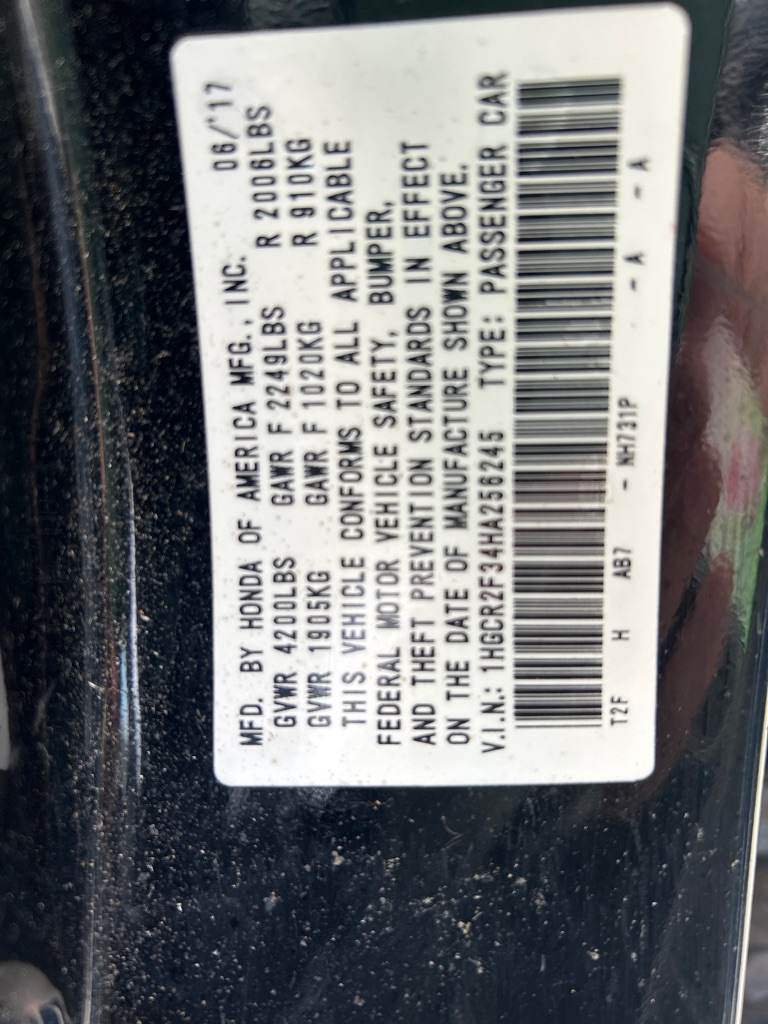 MFD. BY HONDA OF AMERICA MFG., INC. 06/'17
GVWR 4200LBS GAWR F 2249LBS R 2006LBS
GVWR 1905KG GAWR F 1020KG R 910KG
THIS VEHICLE CONFORMS TO ALL APPLICABLE
FEDERAL MOTOR VEHICLE SAFETY, BUMPER,
AND THEFT PREVENTION STANDARDS IN EFFECT
ON THE DATE OF MANUFACTURE SHOWN ABOVE.
V.I.N.: 1HGCR2F34HA256245 TYPE: PASSENGER CAR
T2F H AB7 - NH731P - A - A